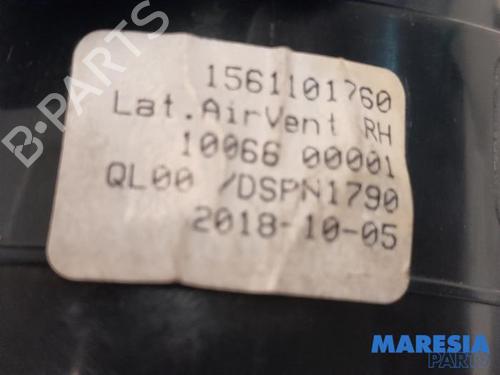 B-PARTS
1561101760
Lat.AirVent RH
10066 00001
QL00 /DSPN1790
2018-10-05
MARESIA
PARTS